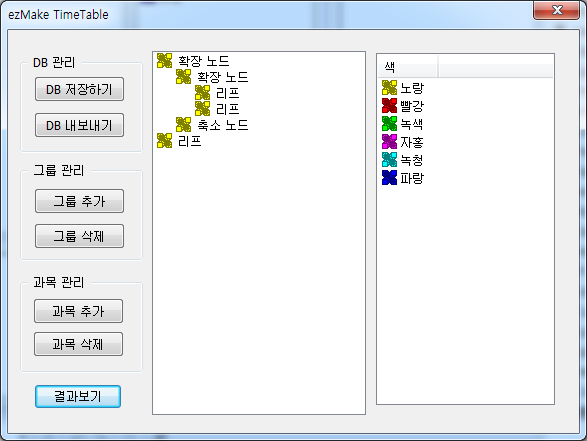 ezMake TimeTable
DB 관리
DB 저장하기
DB 내보내기
그룹 관리
그룹 추가
그룹 삭제
과목 관리
과목 추가
과목 삭제
결과보기
확장 노드
확장 노드
리프
리프
축소 노드
리프
색
노랑
빨강
녹색
자홍
녹청
파랑